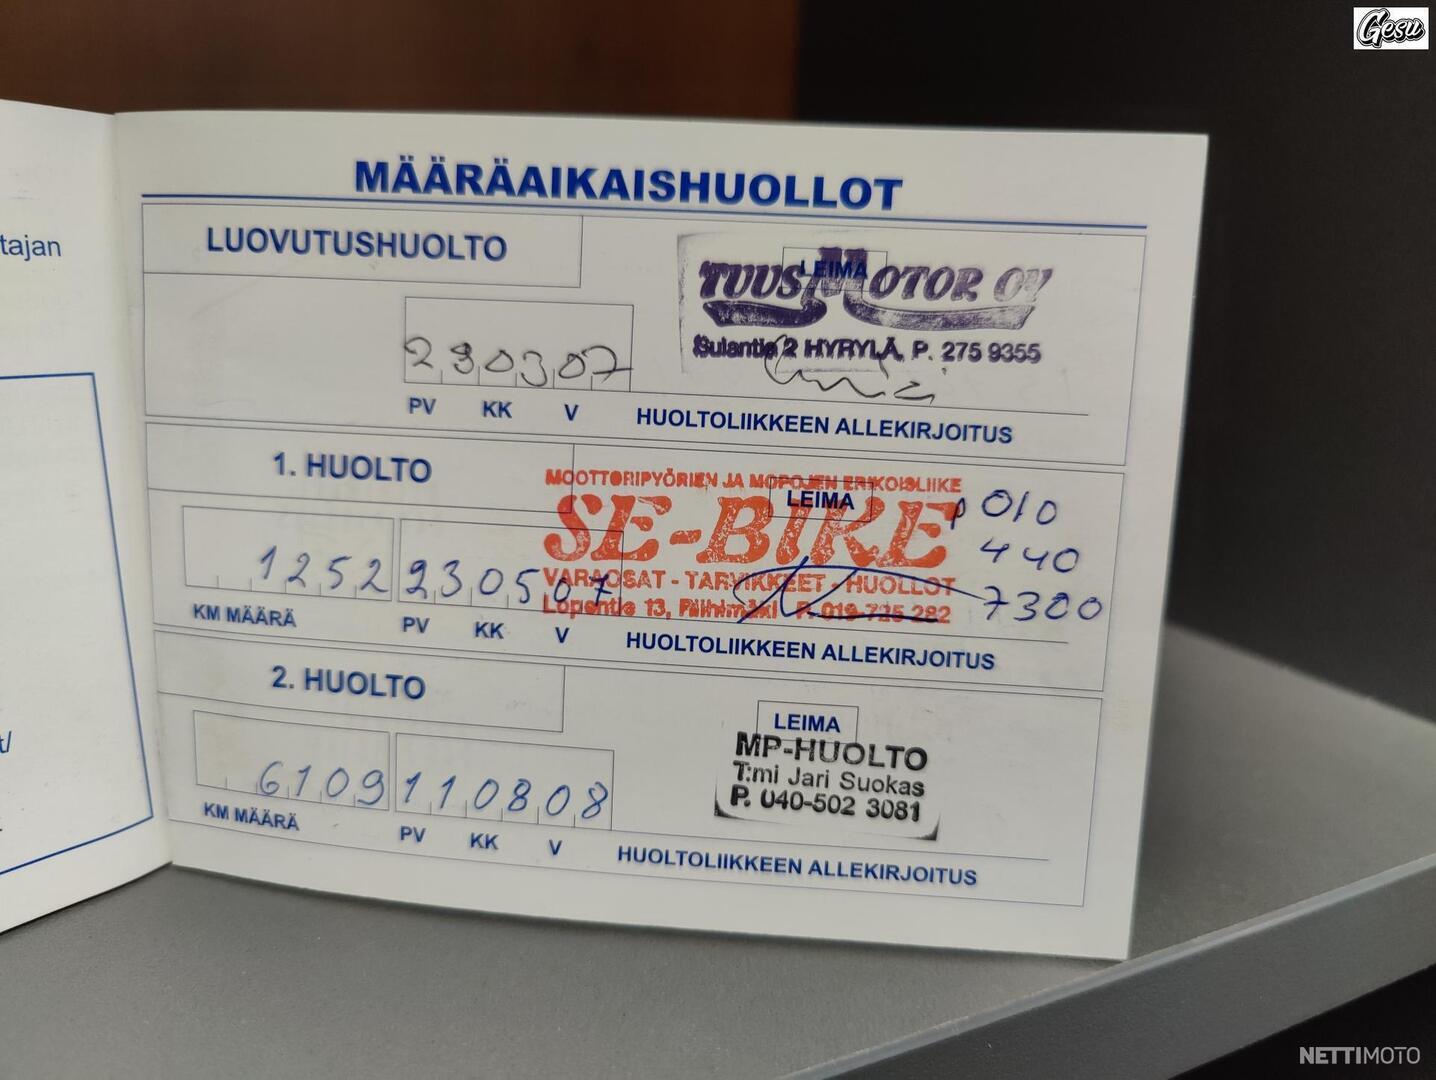 Gesu
tajan
t/
MÄÄRÄAIKAISHUOLLOT
LUOVUTUSHUOLTO
LEIMA
TUUSMOTOR OY
Sulantie 2 HYRYLÄ, P. 275 9355
290307
PV KK V HUOLTOLIIKKEEN ALLEKIRJOITUS
1. HUOLTO
LEIMA
MOOTTORIPYÖRIEN JA MOPOJEN ERIKOISLIIKE
SE-BIKE
VARAOSAT - TARVIKKEET - HUOLLOT
Lopentie 13, Riihimäki P. 019-725 282
P 010
440
7300
1252 230507
KM MÄÄRÄ PV KK V HUOLTOLIIKKEEN ALLEKIRJOITUS
2. HUOLTO
LEIMA
MP-HUOLTO
T:mi Jari Suokas
P. 040-502 3081
6109 110808
KM MÄÄRÄ PV KK V HUOLTOLIIKKEEN ALLEKIRJOITUS
NETTIMOTO